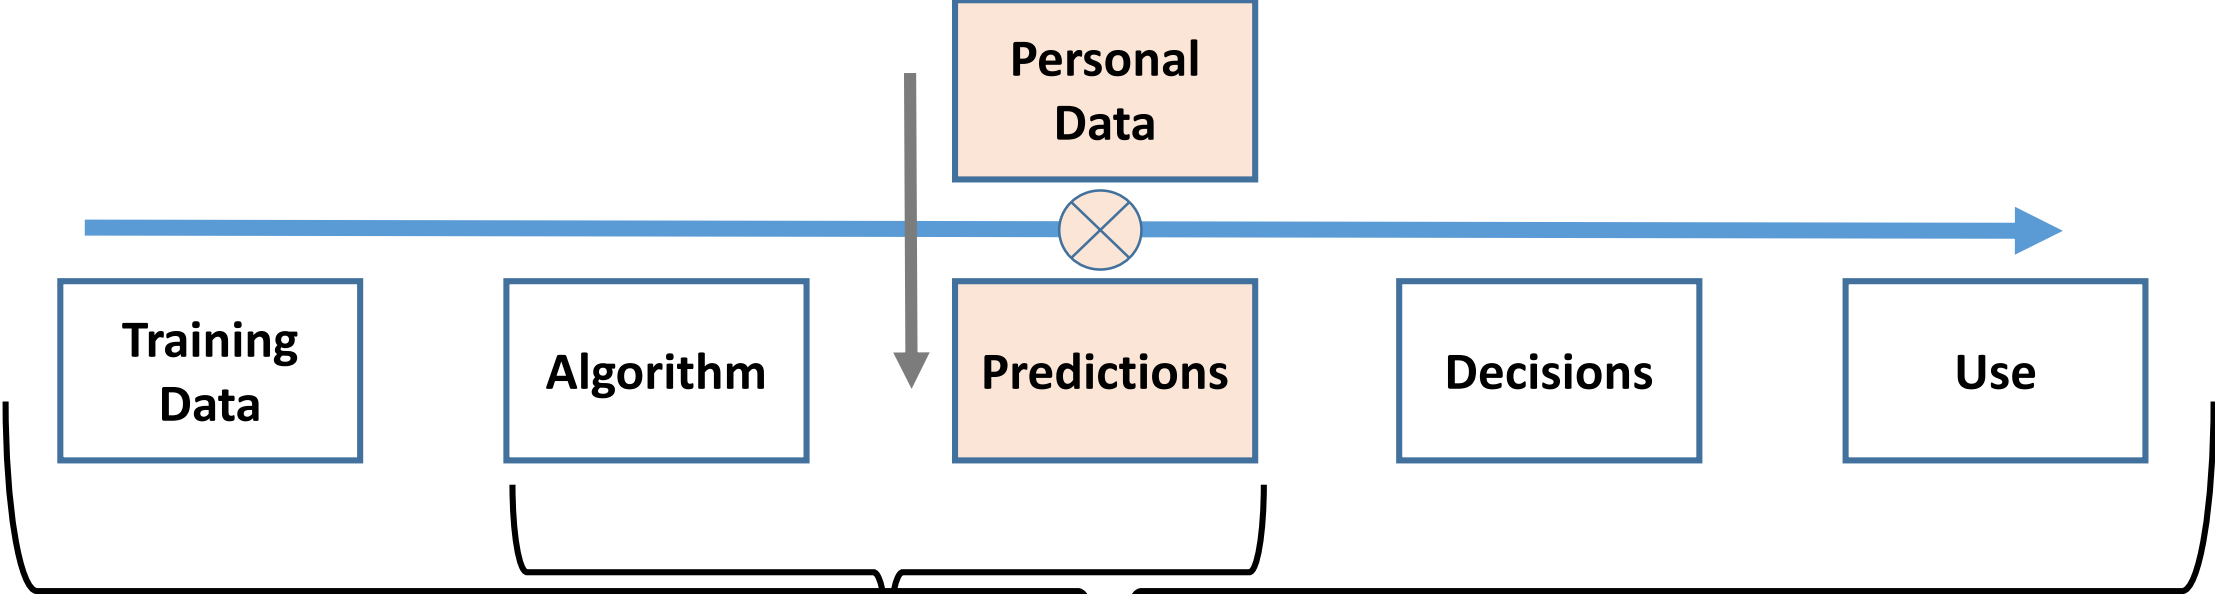 Personal
Data
Training
Data
Algorithm
Predictions
Decisions
Use